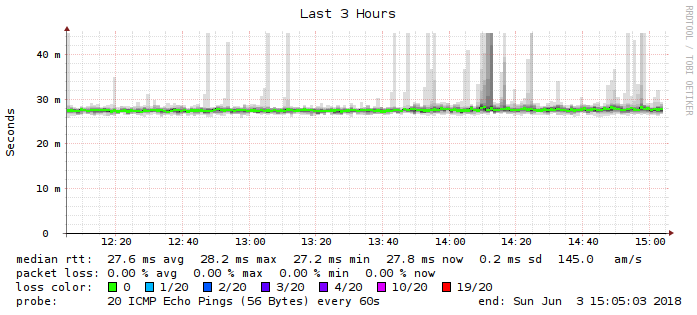 Last 3 Hours
RRDTOOL / TOBI OETIKER
Seconds
40 m
30 m
20 m
10 m
0
12:20 12:40 13:00 13:20 13:40 14:00 14:20 14:40 15:00
median rtt: 27.6 ms avg 28.2 ms max 27.2 ms min 27.8 ms now 0.2 ms sd 145.0 am/s
packet loss: 0.00 % avg 0.00 % max 0.00 % min 0.00 % now
loss color: 0 1/20 2/20 3/20 4/20 10/20 19/20
probe: 20 ICMP Echo Pings (56 Bytes) every 60s end: Sun Jun 3 15:05:03 2018